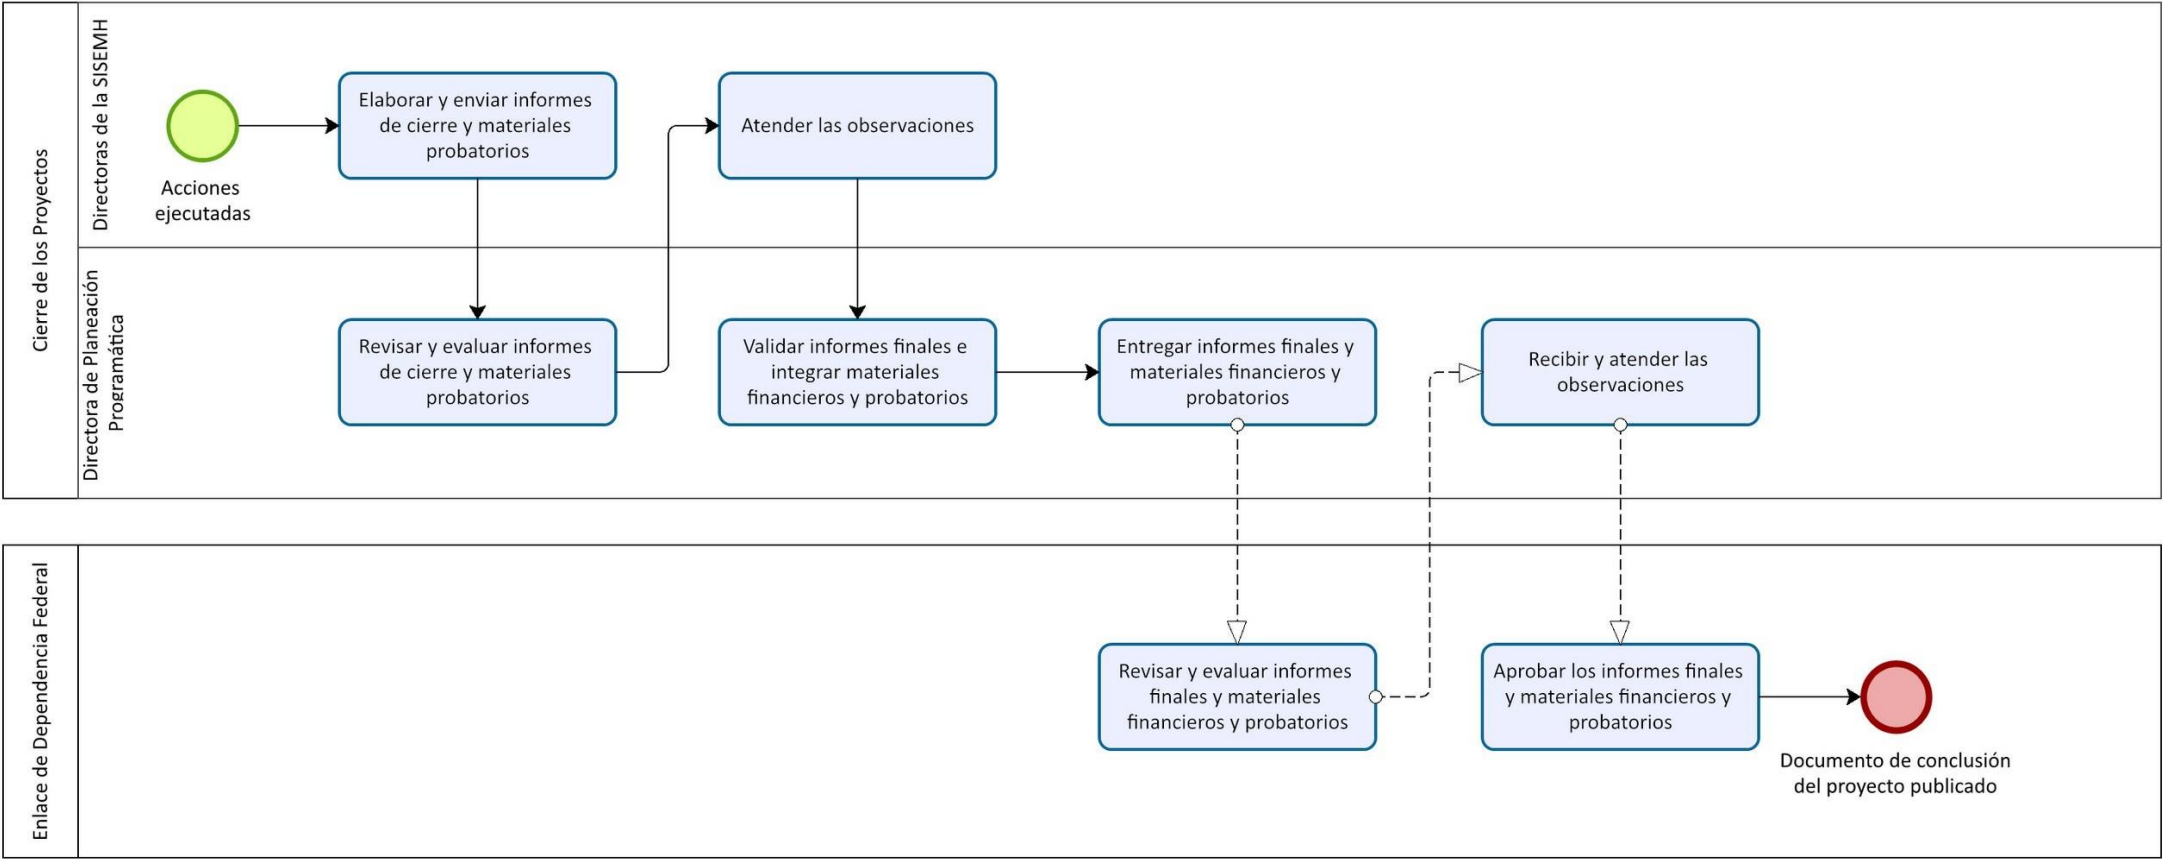 Cierre de los Proyectos
Directoras de la SISEMH
Acciones
ejecutadas
Elaborar y enviar informes
de cierre y materiales
probatorios
Atender las observaciones
Directora de Planeación
Programática
Revisar y evaluar informes
de cierre y materiales
probatorios
Validar informes finales e
integrar materiales
financieros y probatorios
Entregar informes finales y
materiales financieros y
probatorios
Recibir y atender las
observaciones
Enlace de Dependencia Federal
Revisar y evaluar informes
finales y materiales
financieros y probatorios
Aprobar los informes finales
y materiales financieros y
probatorios
Documento de conclusión
del proyecto publicado